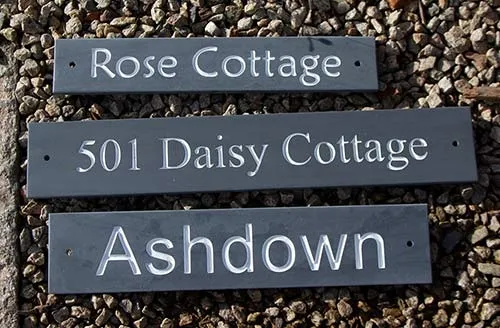 Rose Cottage
501 Daisy Cottage
Ashdown